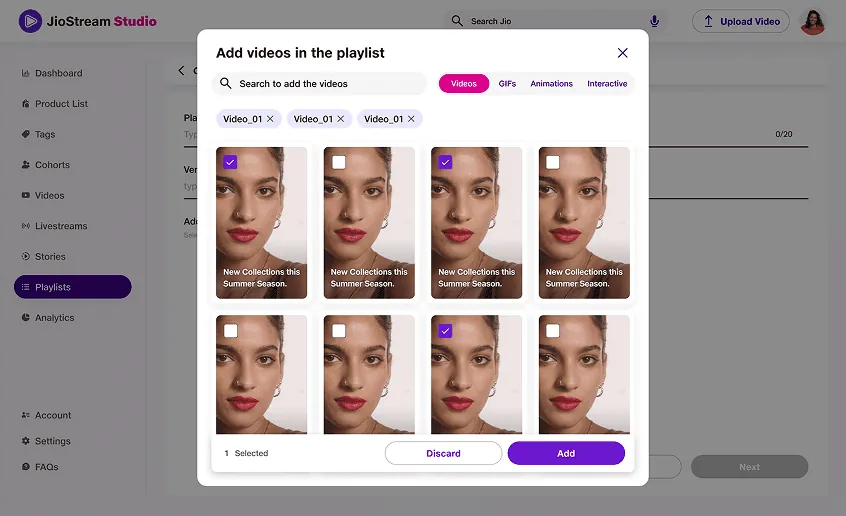 JioStream Studio
Search Jio
Upload Video
Dashboard
Product List
Tags
Cohorts
Videos
Livestreams
Stories
Playlists
Analytics
Account
Settings
FAQs
0/20
Next
Add videos in the playlist
Search to add the videos
Videos GIFs Animations Interactive
Video_01 Video_01 Video_01
New Collections this
Summer Season.
New Collections this
Summer Season.
New Collections this
Summer Season.
New Collections this
Summer Season.
1 Selected
Discard
Add